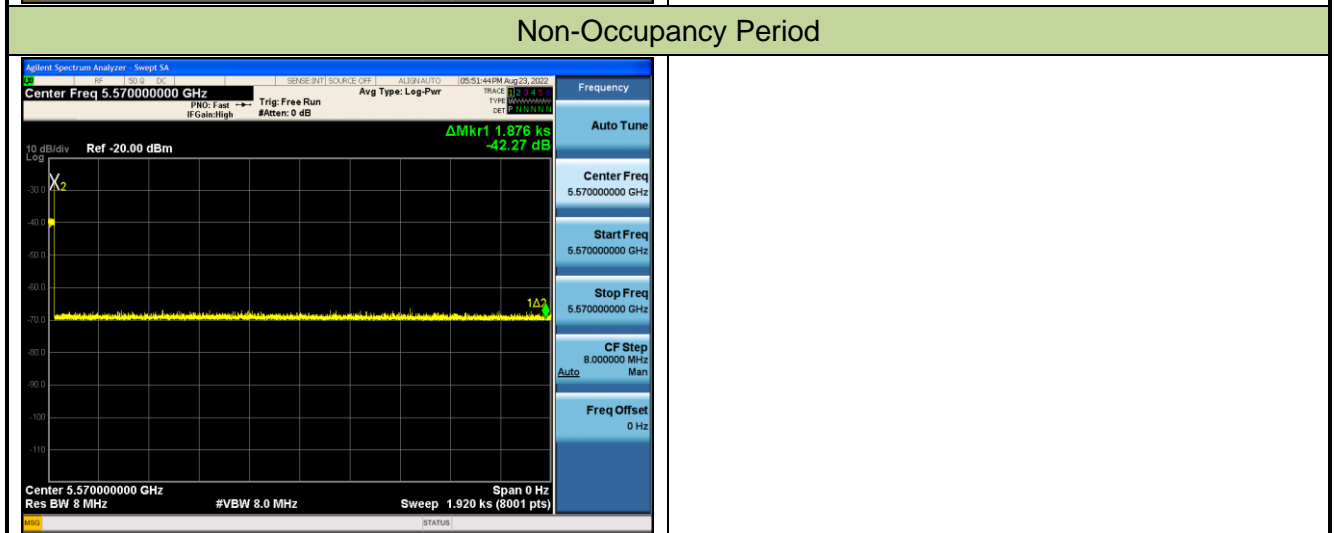 Non-Occupancy Period
Agilent Spectrum Analyzer - Swept SA
RF 50 Ω DC SENSE:INT SOURCE OFF ALIGNAUTO 05:51:44PM Aug 23, 2022
Center Freq 5.570000000 GHz Avg Type: Log-Pwr TRACE 1 2 3 4 5 6
PNO: Fast Trig: Free Run TYPE
IFGain:High #Atten: 0 dB DET P N N N N N
Frequency
ΔMkr1 1.876 ks
-42.27 dB
10 dB/div Ref -20.00 dBm
Log
Auto Tune
X2
-30.0
-40.0
-50.0
-60.0
-70.0
-80.0
-90.0
-100
-110
1Δ2
Center Freq
5.570000000 GHz
Start Freq
5.570000000 GHz
Stop Freq
5.570000000 GHz
CF Step
8.000000 MHz
Auto Man
Freq Offset
0 Hz
Center 5.570000000 GHz Span 0 Hz
Res BW 8 MHz #VBW 8.0 MHz Sweep 1.920 ks (8001 pts)
MSG STATUS